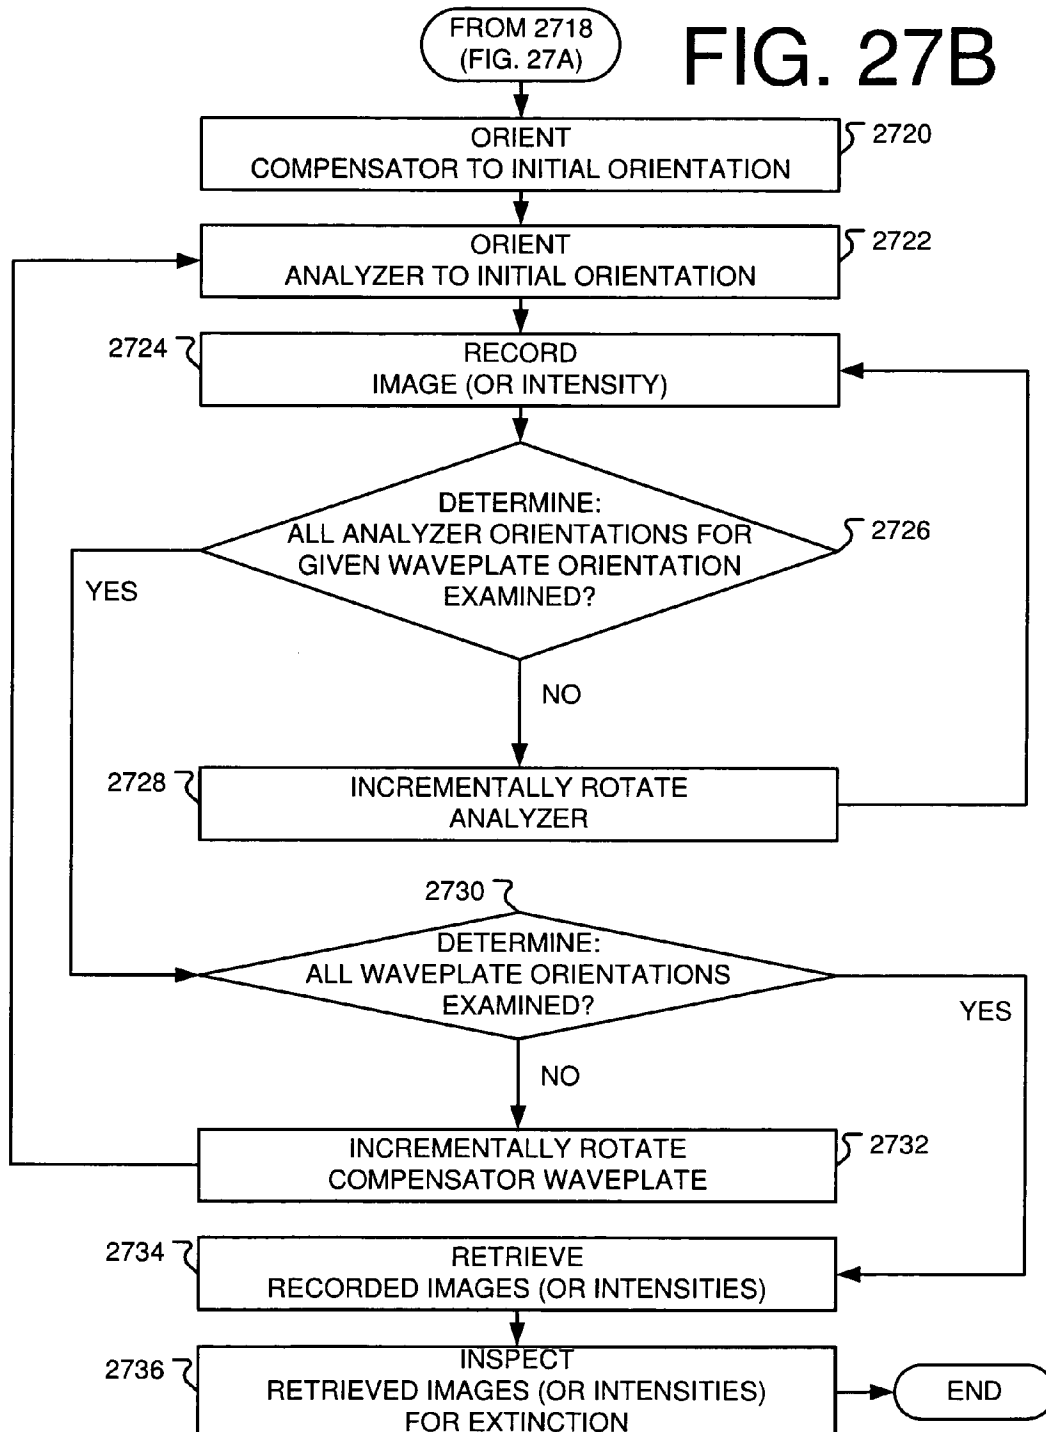 FROM 2718
(FIG. 27A)
FIG. 27B
ORIENT
COMPENSATOR TO INITIAL ORIENTATION
2720
ORIENT
ANALYZER TO INITIAL ORIENTATION
2722
2724
RECORD
IMAGE (OR INTENSITY)
DETERMINE:
ALL ANALYZER ORIENTATIONS FOR
GIVEN WAVEPLATE ORIENTATION
EXAMINED?
2726
YES
NO
2728
INCREMENTALLY ROTATE
ANALYZER
2730
DETERMINE:
ALL WAVEPLATE ORIENTATIONS
EXAMINED?
YES
NO
INCREMENTALLY ROTATE
COMPENSATOR WAVEPLATE
2732
2734
RETRIEVE
RECORDED IMAGES (OR INTENSITIES)
2736
INSPECT
RETRIEVED IMAGES (OR INTENSITIES)
FOR EXTINCTION
END